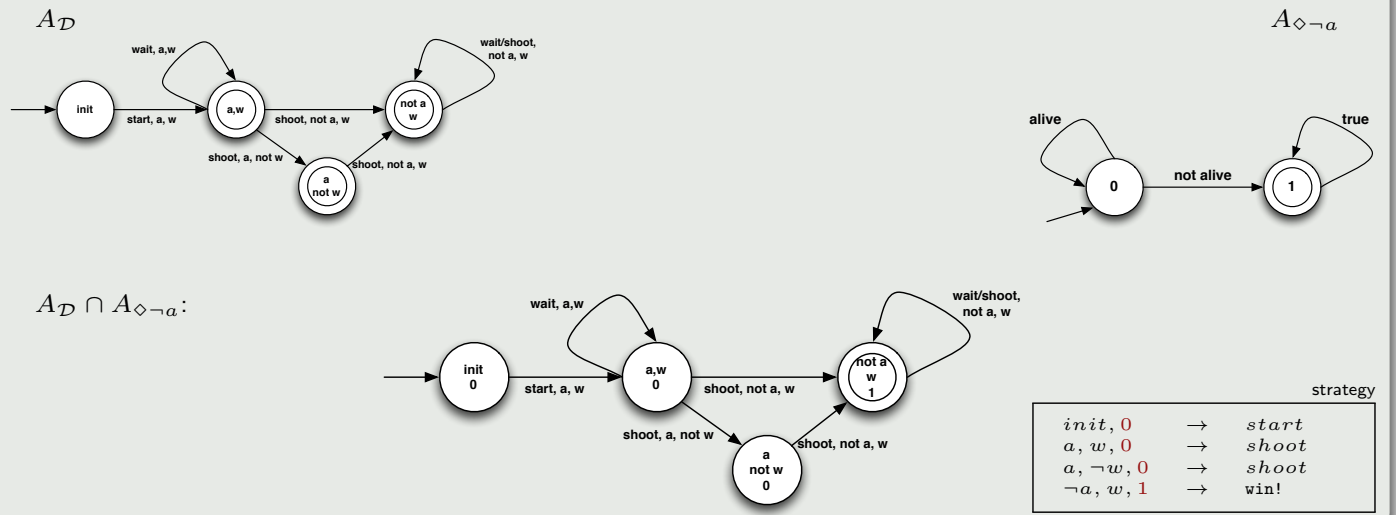 A_𝒟
A_◇¬a
wait, a,w
wait/shoot,
not a, w
init
start, a, w
a,w
shoot, not a, w
not a
w
shoot, a, not w
shoot, not a, w
a
not w
alive
true
0
not alive
1
A_𝒟 ∩ A_◇¬a:
wait, a,w
wait/shoot,
not a, w
init
0
start, a, w
a,w
0
shoot, not a, w
not a
w
1
shoot, a, not w
shoot, not a, w
a
not w
0
strategy
init, 0 → start
a, w, 0 → shoot
a, ¬w, 0 → shoot
¬a, w, 1 → win!